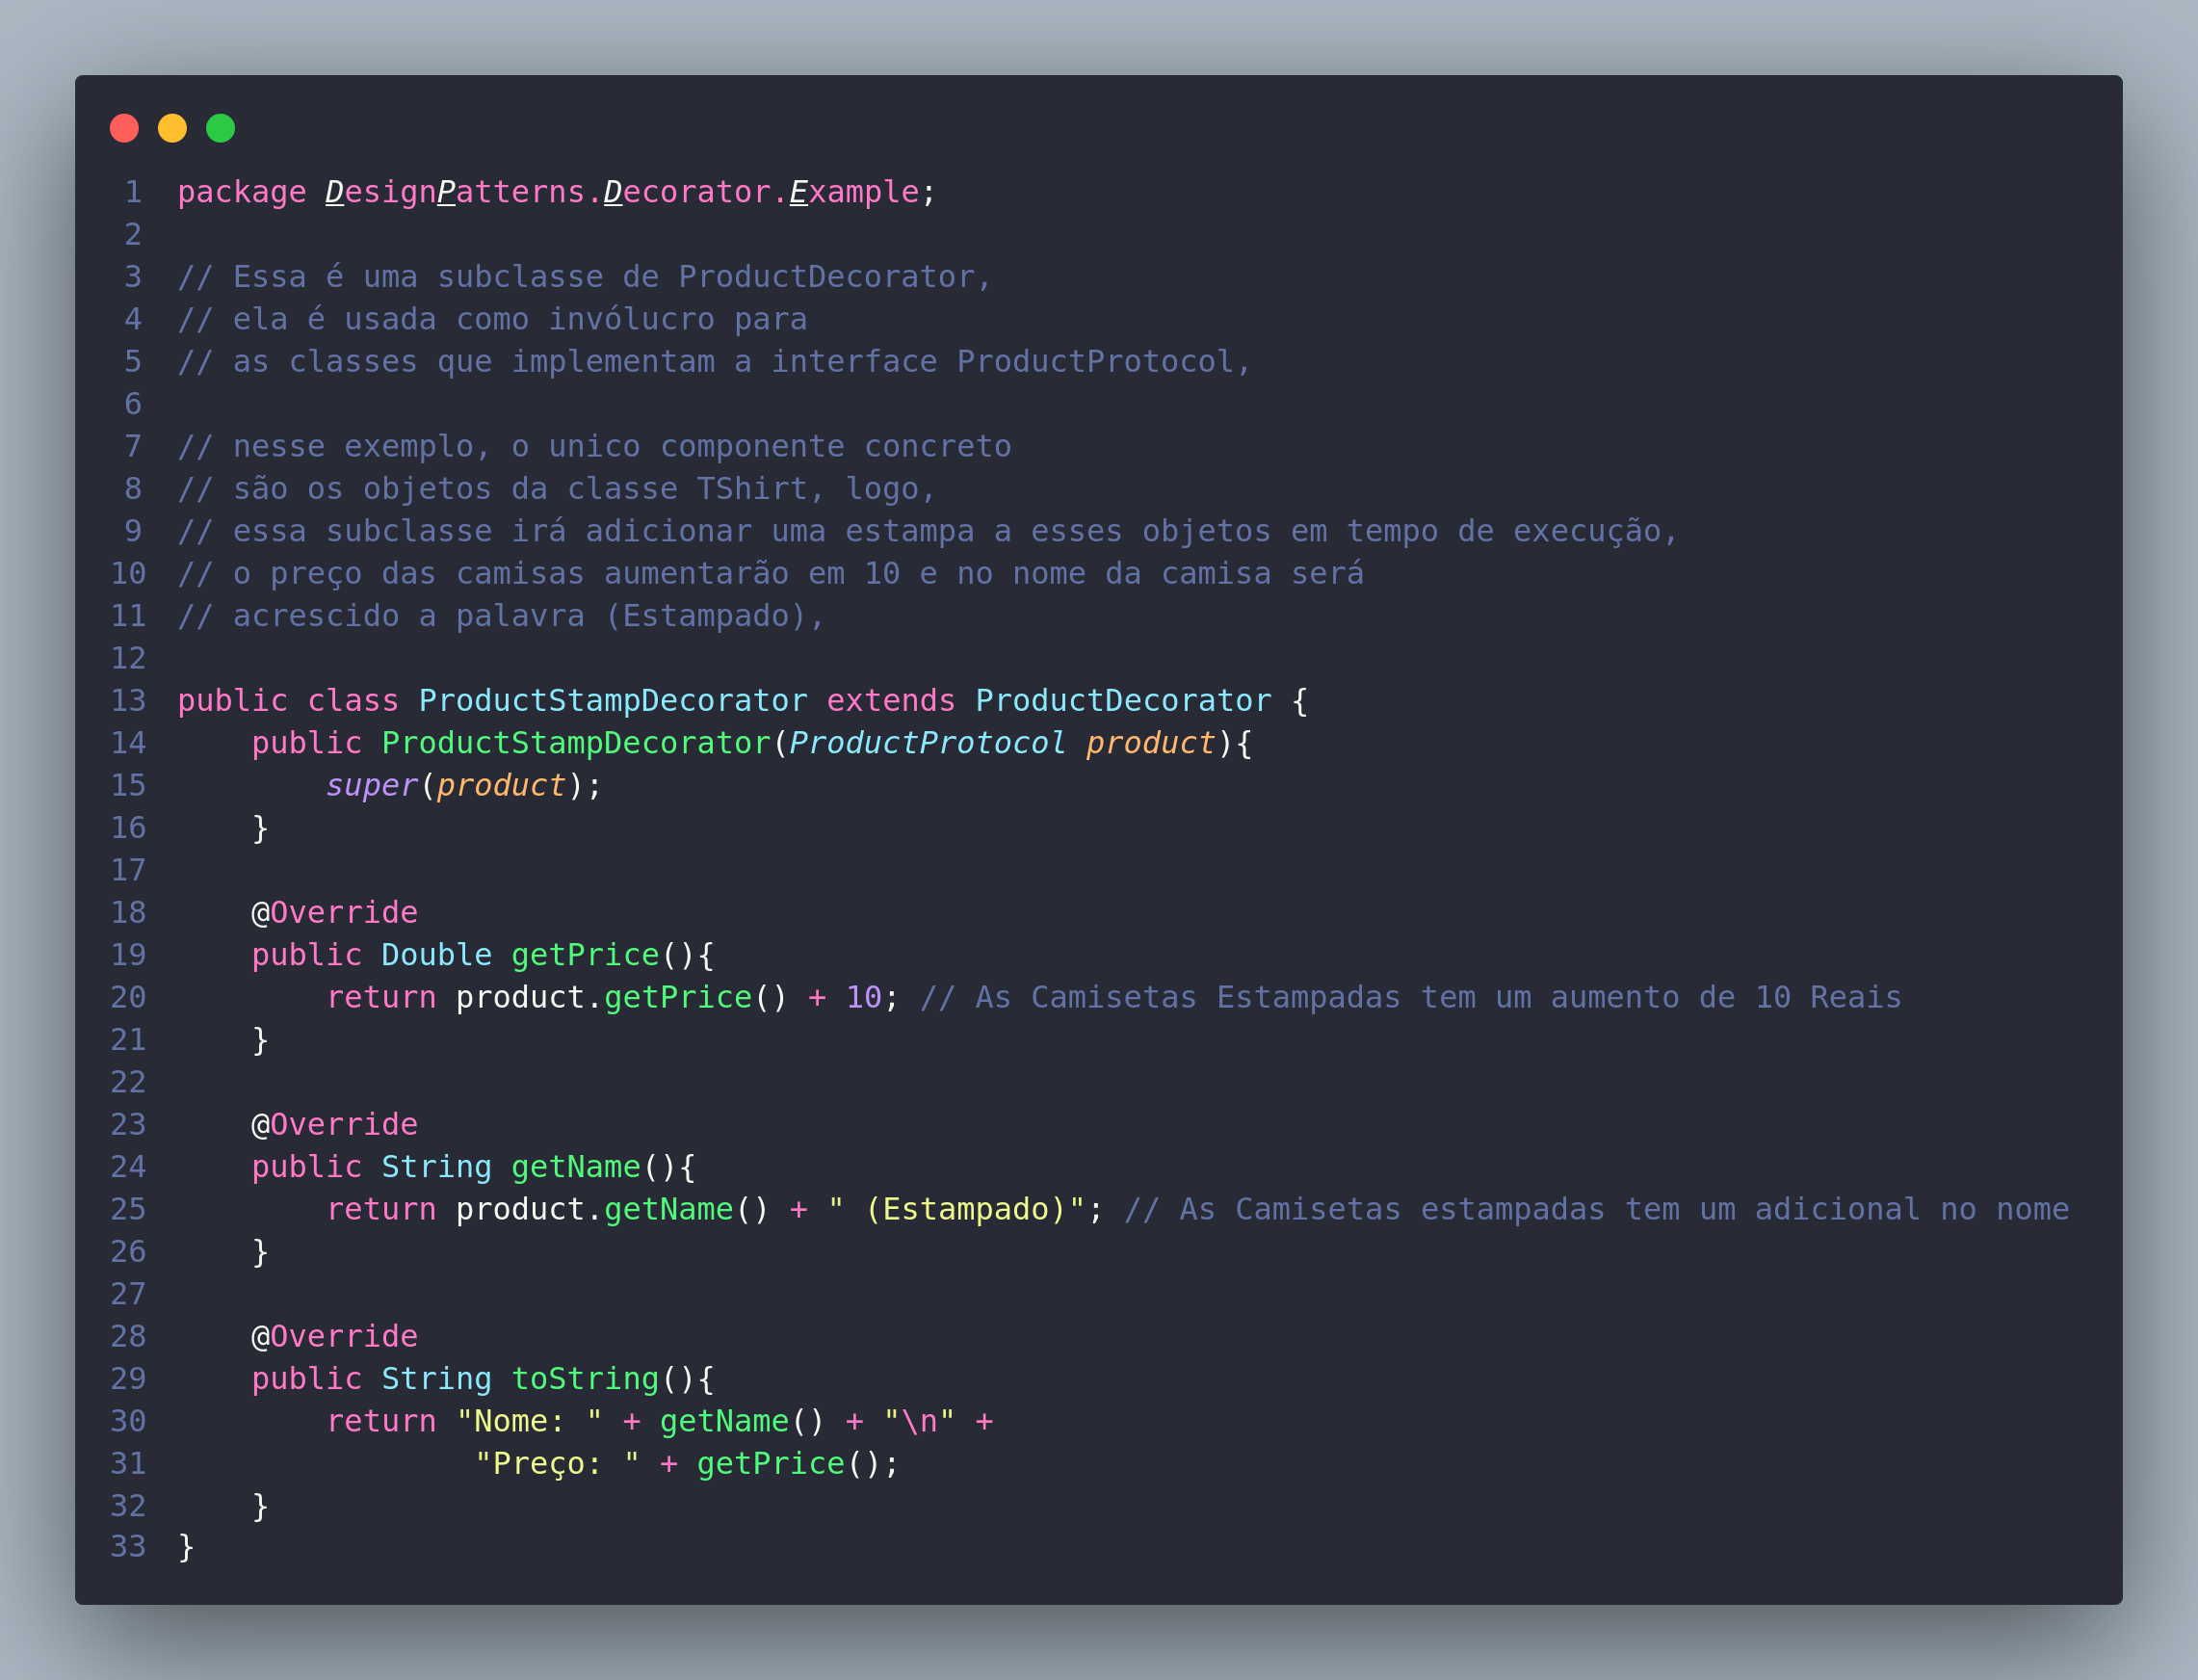 1 package DesignPatterns.Decorator.Example;
2
3 // Essa é uma subclasse de ProductDecorator,
4 // ela é usada como invólucro para
5 // as classes que implementam a interface ProductProtocol,
6
7 // nesse exemplo, o unico componente concreto
8 // são os objetos da classe TShirt, logo,
9 // essa subclasse irá adicionar uma estampa a esses objetos em tempo de execução,
10 // o preço das camisas aumentarão em 10 e no nome da camisa será
11 // acrescido a palavra (Estampado),
12
13 public class ProductStampDecorator extends ProductDecorator {
14     public ProductStampDecorator(ProductProtocol product){
15         super(product);
16     }
17
18     @Override
19     public Double getPrice(){
20         return product.getPrice() + 10; // As Camisetas Estampadas tem um aumento de 10 Reais
21     }
22
23     @Override
24     public String getName(){
25         return product.getName() + " (Estampado)"; // As Camisetas estampadas tem um adicional no nome
26     }
27
28     @Override
29     public String toString(){
30         return "Nome: " + getName() + "\n" +
31                 "Preço: " + getPrice();
32     }
33 }